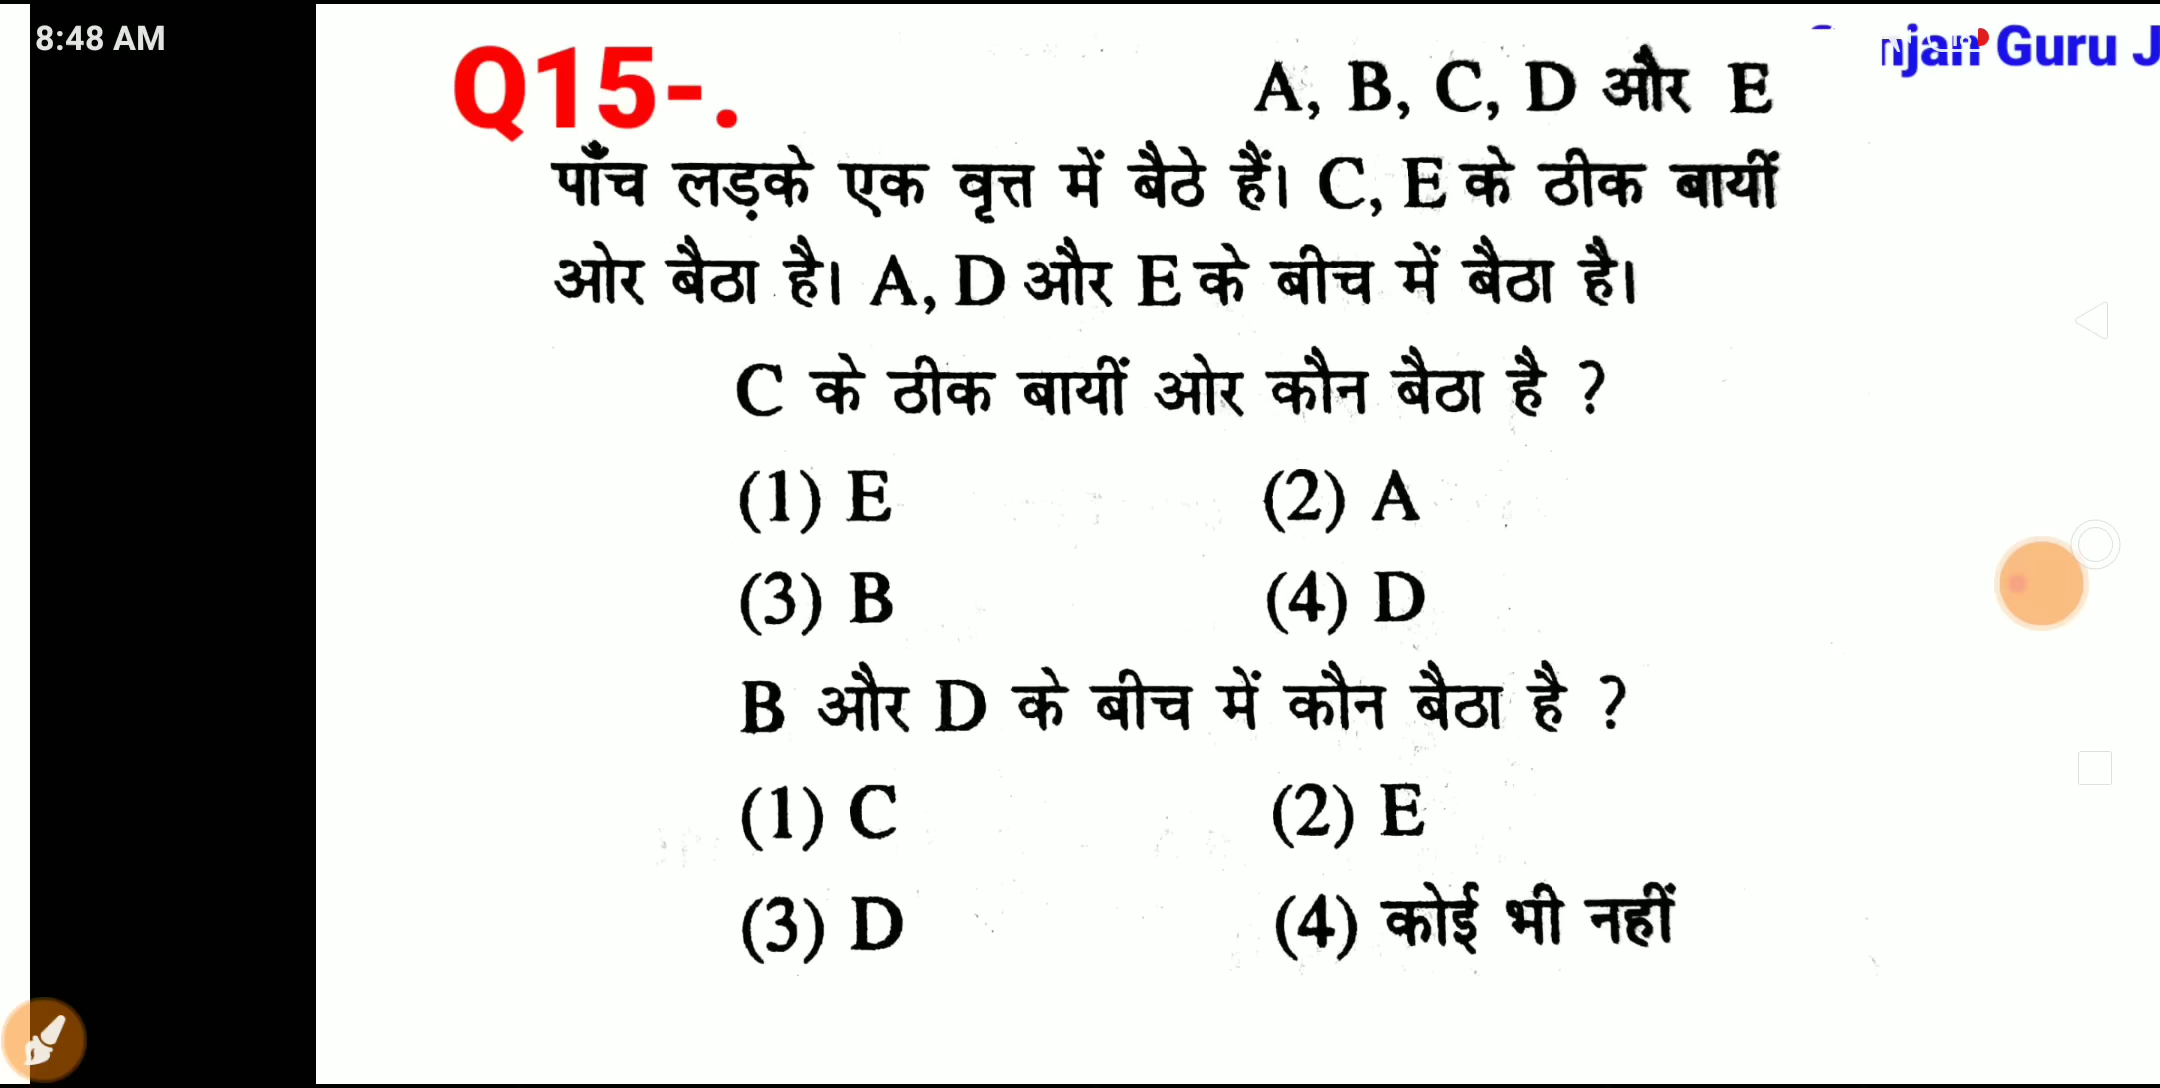 8:48 AM
Guru J
Q15-.
A, B, C, D और E
पाँच लड़के एक वृत्त में बैठे हैं। C, E के ठीक बायीं
ओर बैठा है। A, D और E के बीच में बैठा है।
C के ठीक बायीं ओर कौन बैठा है ?
(1) E (2) A
(3) B (4) D
B और D के बीच में कौन बैठा है ?
(1) C (2) E
(3) D (4) कोई भी नहीं